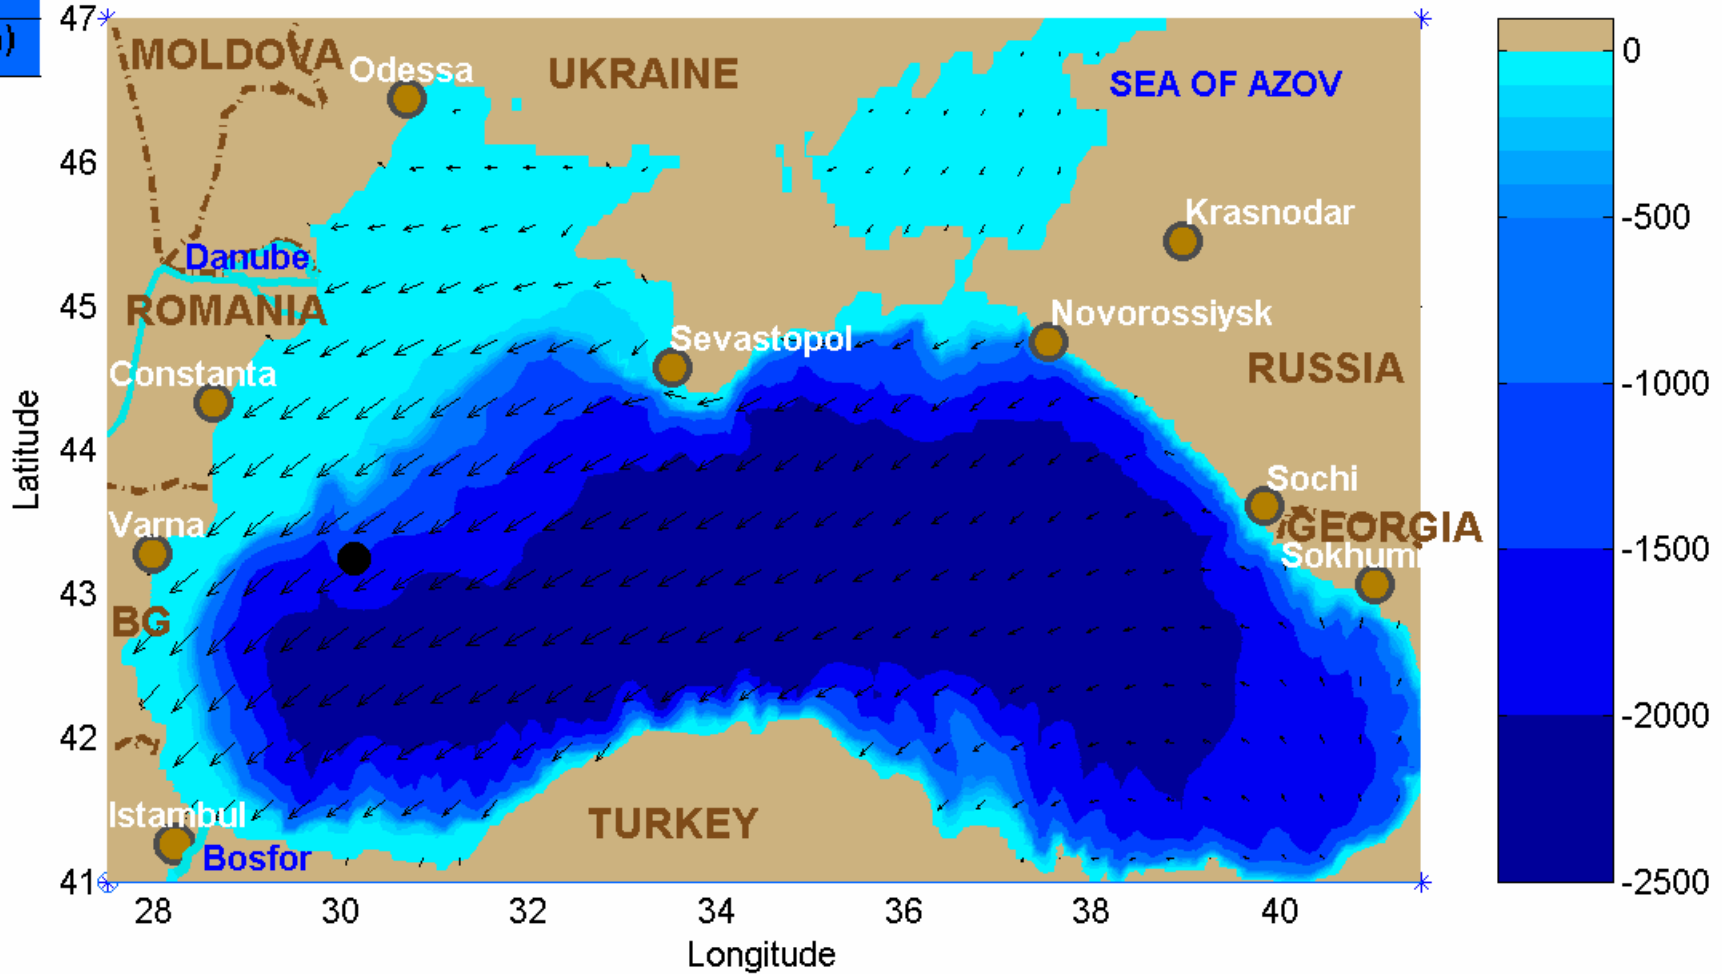 )
47
MOLDOVA
Odessa
UKRAINE
SEA OF AZOV
0
46
Krasnodar
-500
Danube
45
ROMANIA
Novorossiysk
Sevastopol
RUSSIA
Constanta
-1000
Latitude
44
Sochi
Varna
GEORGIA
-1500
Sokhumi
43
BG
42
-2000
Istambul
TURKEY
Bosfor
41
-2500
28 30 32 34 36 38 40
Longitude